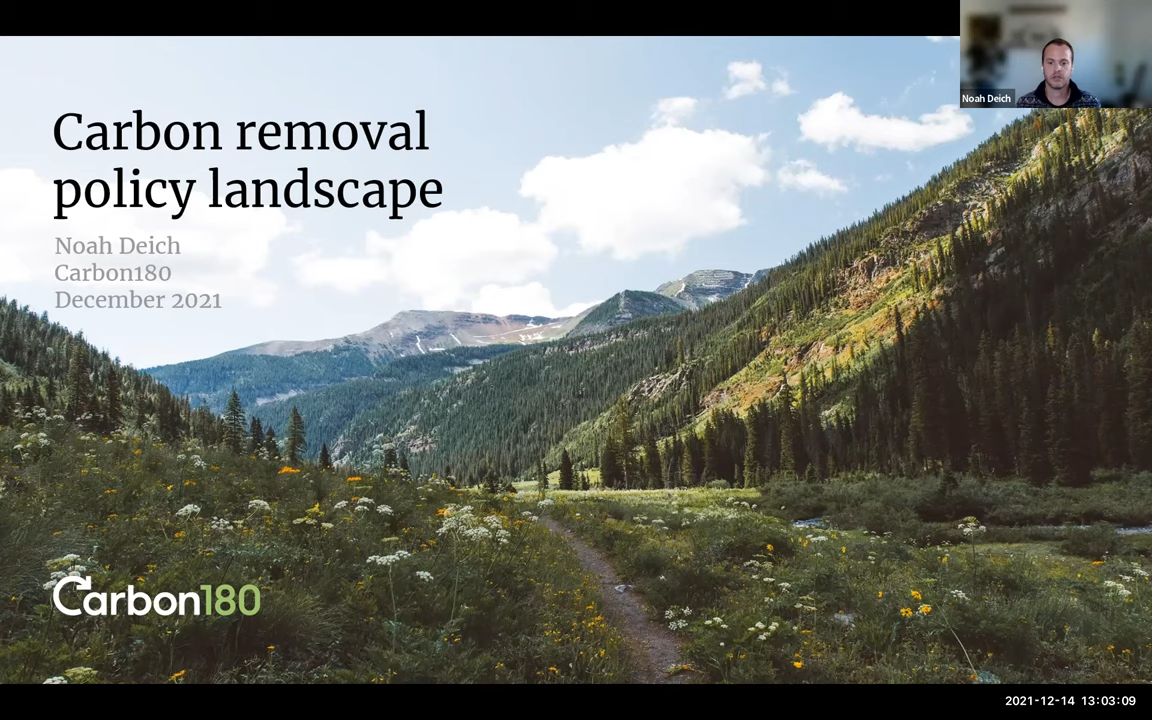 Carbon removal
policy landscape
Noah Deich
Carbon180
December 2021
Noah Deich
Carbon180
2021-12-14 13:03:09